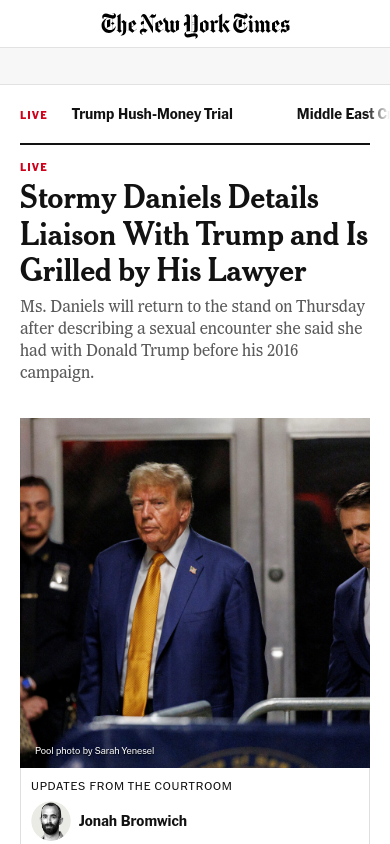 The New York Times
LIVE Trump Hush-Money Trial Middle East C
LIVE
Stormy Daniels Details
Liaison With Trump and Is
Grilled by His Lawyer
Ms. Daniels will return to the stand on Thursday
after describing a sexual encounter she said she
had with Donald Trump before his 2016
campaign.
Pool photo by Sarah Yenesel
UPDATES FROM THE COURTROOM
Jonah Bromwich